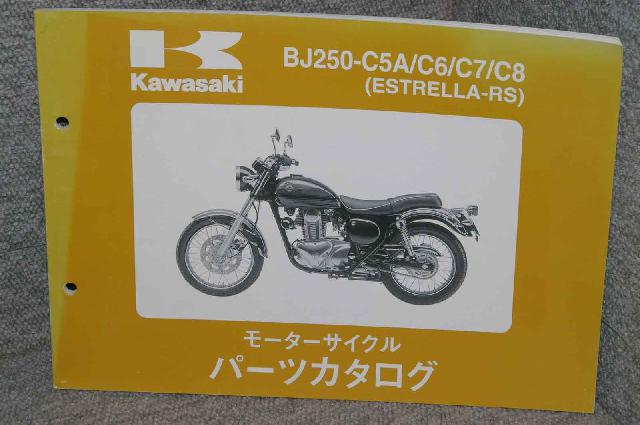 Kawasaki
BJ250-C5A/C6/C7/C8
(ESTRELLA-RS)
モーターサイクル
パーツカタログ